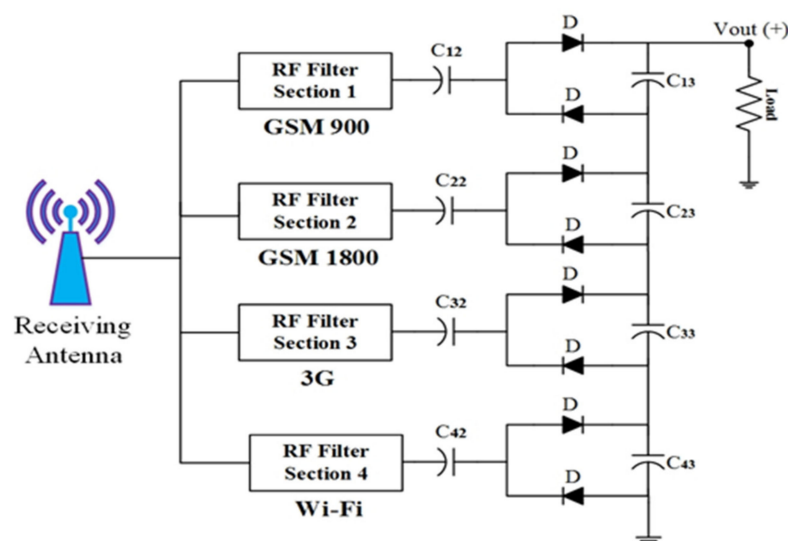 RF Filter
Section 1
GSM 900
C12
D
D
C13
Vout (+)
Load
RF Filter
Section 2
GSM 1800
C22
D
D
C23
Receiving
Antenna
RF Filter
Section 3
3G
C32
D
D
C33
RF Filter
Section 4
Wi-Fi
C42
D
D
C43